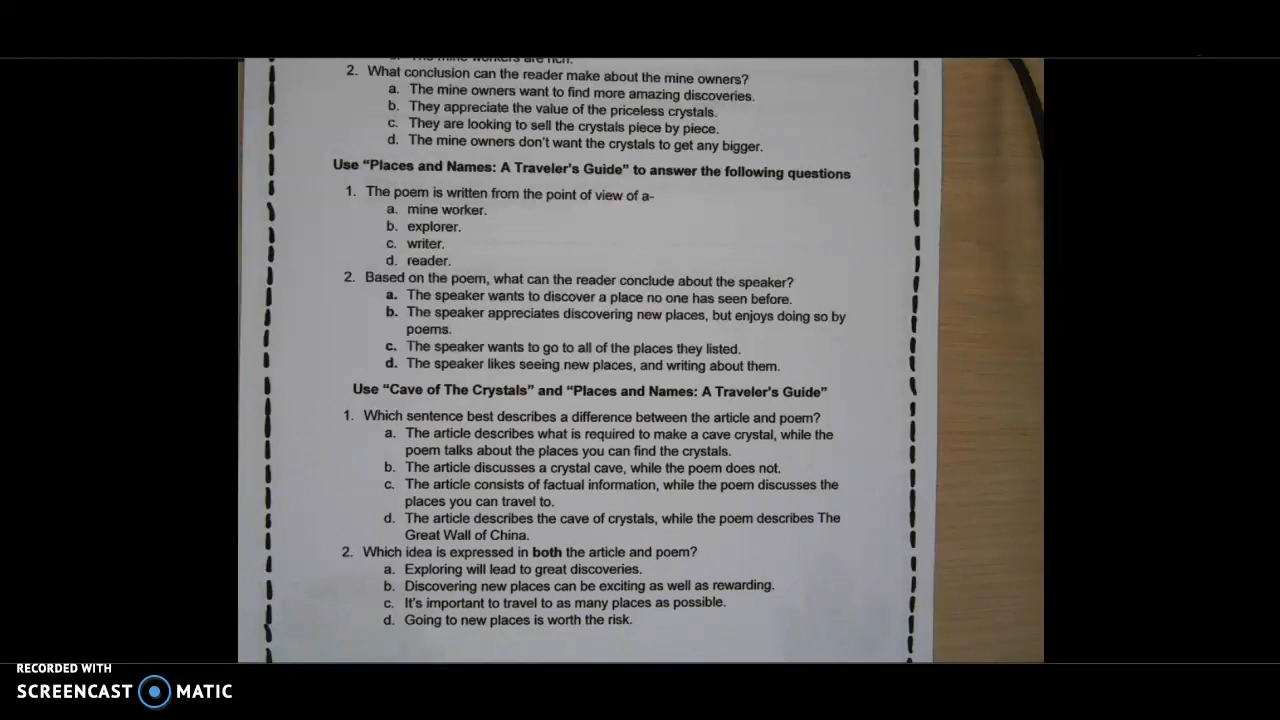 The mine workers are rich.
2. What conclusion can the reader make about the mine owners?
a. The mine owners want to find more amazing discoveries.
b. They appreciate the value of the priceless crystals.
c. They are looking to sell the crystals piece by piece.
d. The mine owners don't want the crystals to get any bigger.
Use “Places and Names: A Traveler's Guide” to answer the following questions
1. The poem is written from the point of view of a-
a. mine worker.
b. explorer.
c. writer.
d. reader.
2. Based on the poem, what can the reader conclude about the speaker?
a. The speaker wants to discover a place no one has seen before.
b. The speaker appreciates discovering new places, but enjoys doing so by
poems.
c. The speaker wants to go to all of the places they listed.
d. The speaker likes seeing new places, and writing about them.
Use “Cave of The Crystals” and “Places and Names: A Traveler's Guide”
1. Which sentence best describes a difference between the article and poem?
a. The article describes what is required to make a cave crystal, while the
poem talks about the places you can find the crystals.
b. The article discusses a crystal cave, while the poem does not.
c. The article consists of factual information, while the poem discusses the
places you can travel to.
d. The article describes the cave of crystals, while the poem describes The
Great Wall of China.
2. Which idea is expressed in both the article and poem?
a. Exploring will lead to great discoveries.
b. Discovering new places can be exciting as well as rewarding.
c. It's important to travel to as many places as possible.
d. Going to new places is worth the risk.
RECORDED WITH
SCREENCAST MATIC